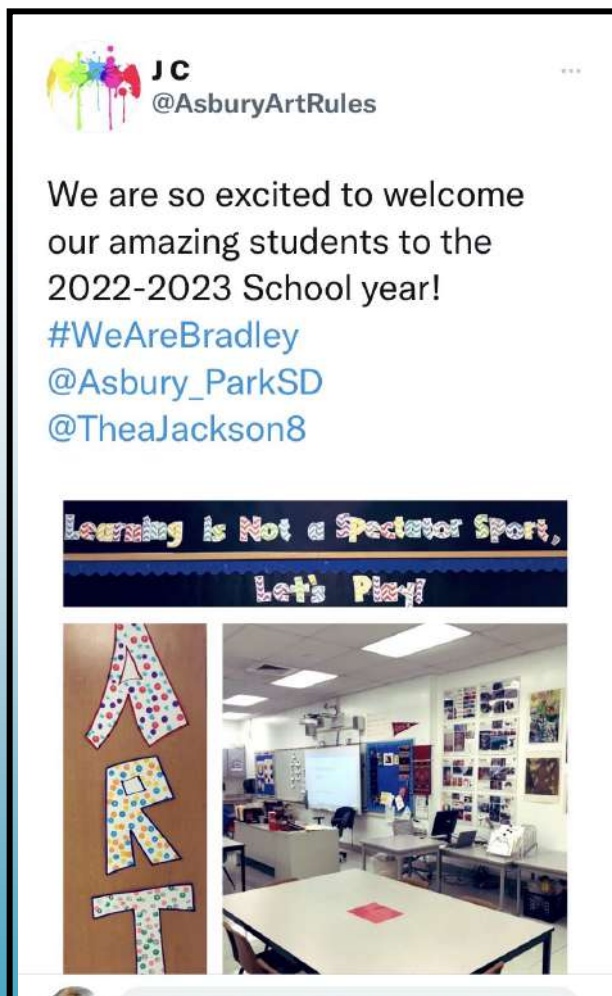 J C
@AsburyArtRules
We are so excited to welcome
our amazing students to the
2022-2023 School year!
#WeAreBradley
@Asbury_ParkSD
@TheaJackson8
Learning Is Not a Spectator Sport,
Let's Play!
ART